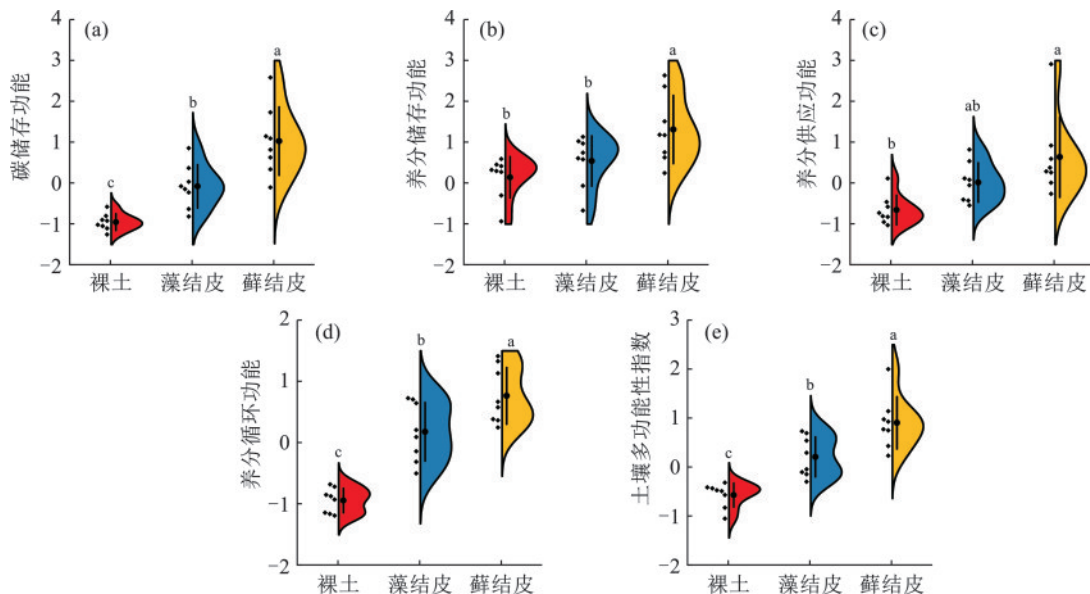 (a)
碳储存功能
4
3
2
1
0
−1
−2
c
b
a
裸土
藻结皮
藓结皮
(b)
养分储存功能
4
3
2
1
0
−1
−2
b
b
a
裸土
藻结皮
藓结皮
(c)
养分供应功能
4
3
2
1
0
−1
−2
b
ab
a
裸土
藻结皮
藓结皮
(d)
养分循环功能
2
1
0
−1
−2
c
b
a
裸土
藻结皮
藓结皮
(e)
土壤多功能性指数
3
2
1
0
−1
−2
c
b
a
裸土
藻结皮
藓结皮